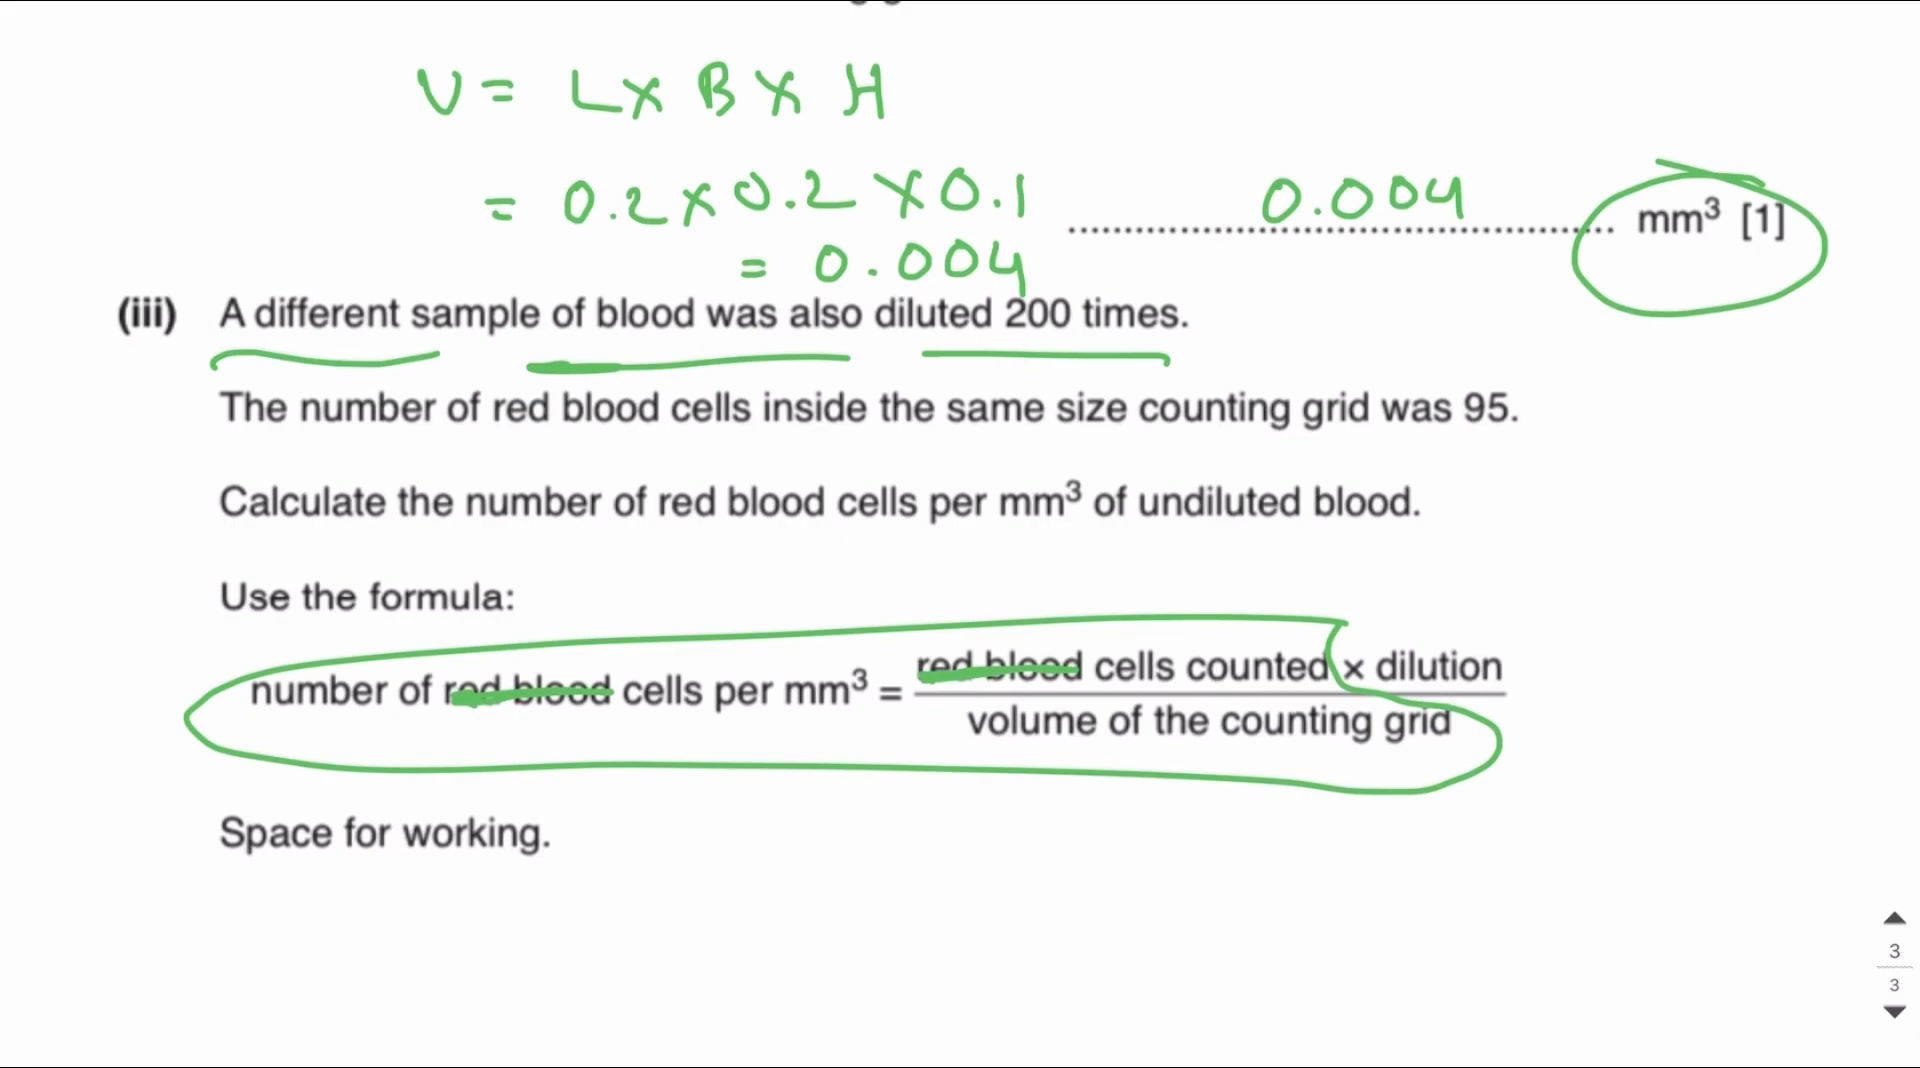 V = L x B x H
= 0.2 x 0.2 x 0.1
0.004
mm³ [1]
= 0.004
(iii) A different sample of blood was also diluted 200 times.
The number of red blood cells inside the same size counting grid was 95.
Calculate the number of red blood cells per mm³ of undiluted blood.
Use the formula:
number of red blood cells per mm³ = red blood cells counted × dilution
volume of the counting grid
Space for working.
3
3